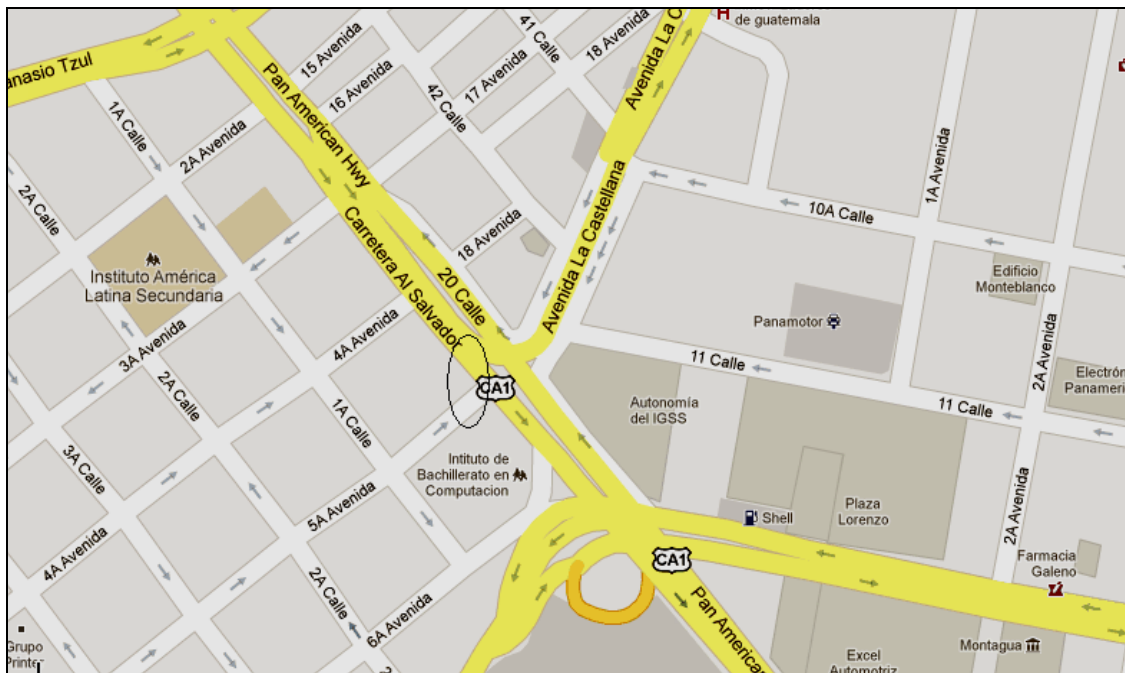 de guatemala
anasio Tzul
Pan American Hwy
15 Avenida
16 Avenida
17 Avenida
18 Avenida
41 Calle
42 Calle
Avenida La C
1A Calle
2A Avenida
2A Calle
1A Avenida
10A Calle
Carretera Al Salvador
18 Avenida
20 Calle
Avenida La Castellana
Instituto América
Latina Secundaria
Edificio
Monteblanco
Panamotor
3A Avenida
4A Avenida
11 Calle
2A Avenida
Electrón
Panameri
CA1
2A Calle
1A Calle
Autonomía
del IGSS
11 Calle
3A Calle
Intituto de
Bachillerato en
Computacion
5A Avenida
Plaza
Lorenzo
Shell
2A Avenida
4A Avenida
2A Calle
CA1
Farmacia
Galeno
Pan American
6A Avenida
Grupo
Printer
Montagua
Excel
Automotriz